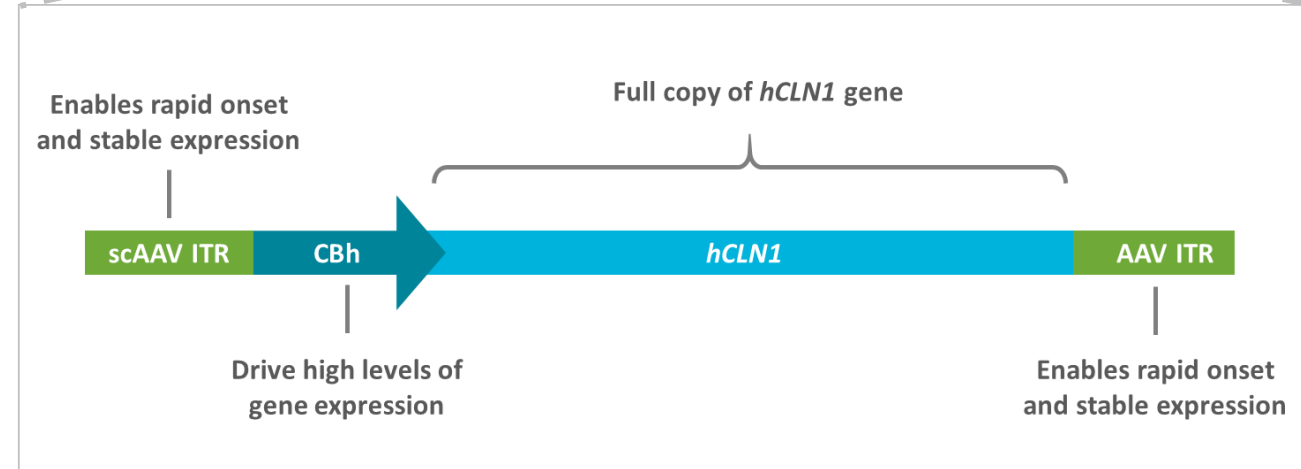 Full copy of hCLN1 gene
Enables rapid onset
and stable expression
scAAV ITR
CBh
hCLN1
AAV ITR
Drive high levels of
gene expression
Enables rapid onset
and stable expression